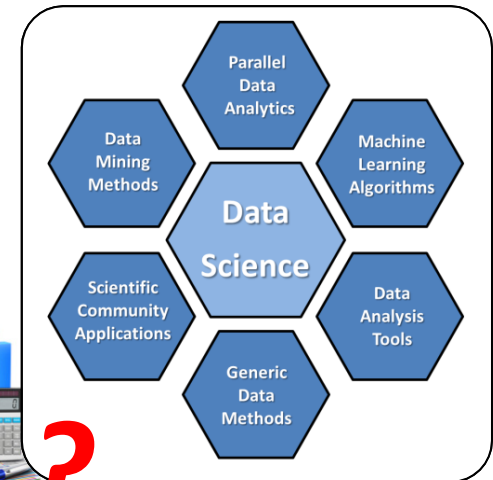 Parallel
Data
Analytics
Data
Mining
Methods
Machine
Learning
Algorithms
Data
Science
Scientific
Community
Applications
Data
Analysis
Tools
Generic
Data
Methods
?